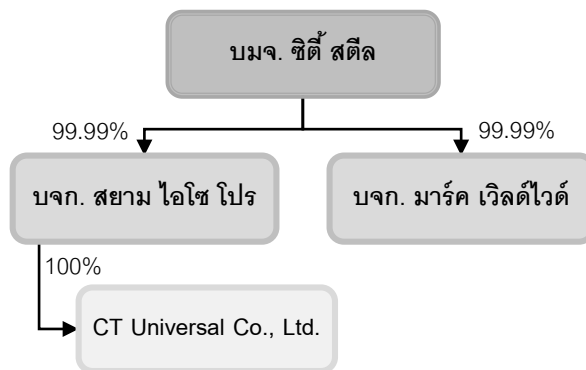 บมจ. ซิตี้ สตีล
99.99%
99.99%
บจก. สยาม ไอโซ โปร
บจก. มาร์ค เวิลด์ไวด์
100%
CT Universal Co., Ltd.